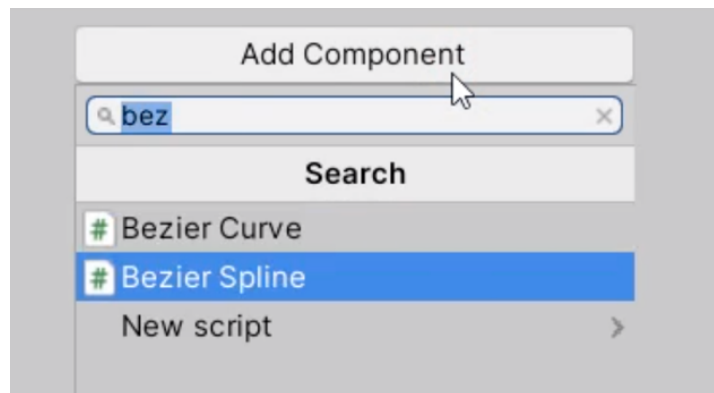 Add Component
bez
Search
# Bezier Curve
# Bezier Spline
New script